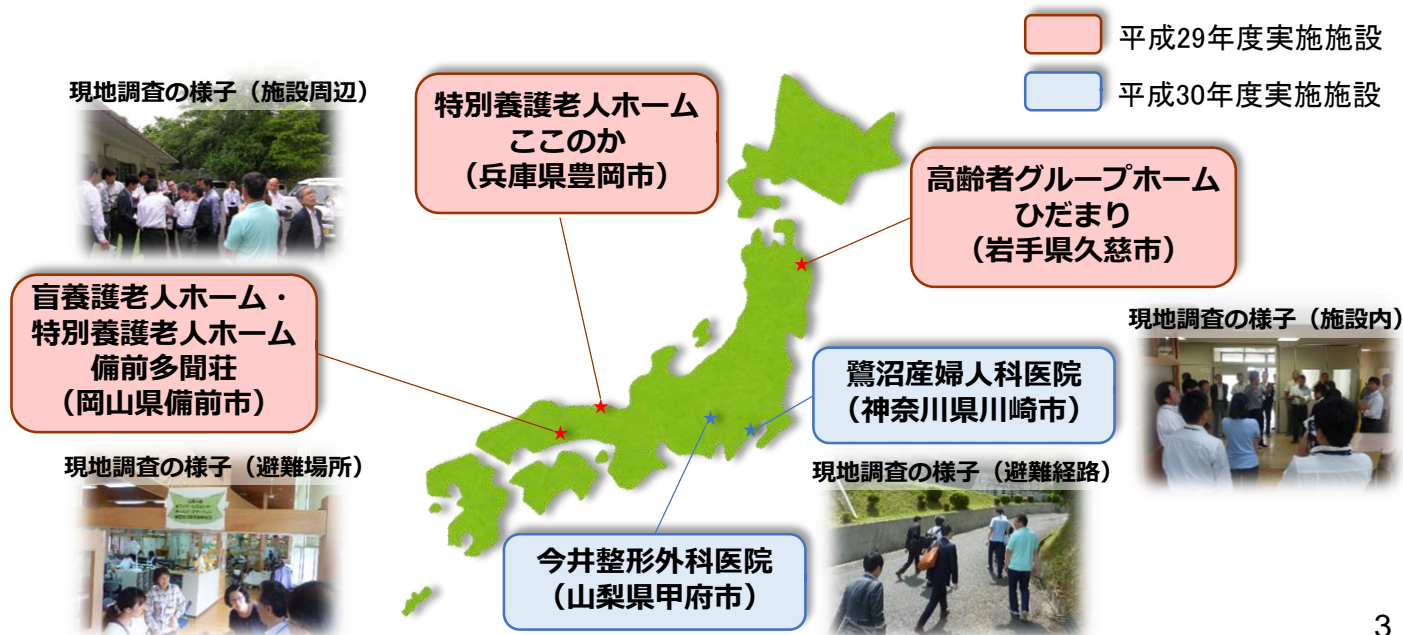 平成29年度実施施設
平成30年度実施施設
現地調査の様子（施設周辺）
特別養護老人ホーム
ここのか
（兵庫県豊岡市）
高齢者グループホーム
ひだまり
（岩手県久慈市）
盲養護老人ホーム・
特別養護老人ホーム
備前多聞荘
（岡山県備前市）
現地調査の様子（施設内）
鷺沼産婦人科医院
（神奈川県川崎市）
現地調査の様子（避難場所）
現地調査の様子（避難経路）
今井整形外科医院
（山梨県甲府市）
3